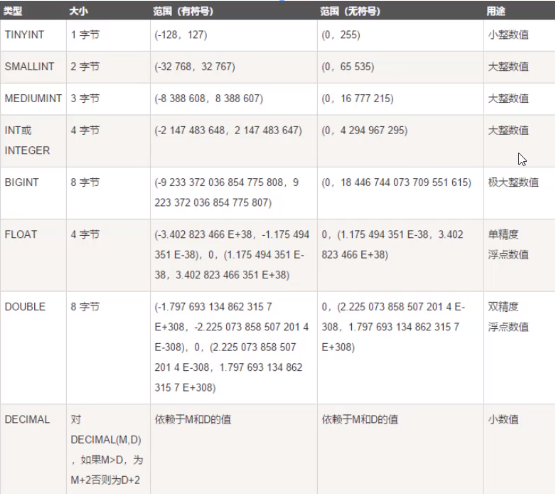 类型 大小 范围（有符号） 范围（无符号） 用途
TINYINT 1 字节 (-128，127) (0，255) 小整数值
SMALLINT 2 字节 (-32 768，32 767) (0，65 535) 大整数值
MEDIUMINT 3 字节 (-8 388 608，8 388 607) (0，16 777 215) 大整数值
INT或 4 字节 (-2 147 483 648，2 147 483 647) (0，4 294 967 295) 大整数值
INTEGER
BIGINT 8 字节 (-9 233 372 036 854 775 808，9 (0，18 446 744 073 709 551 615) 极大整数值
223 372 036 854 775 807)
FLOAT 4 字节 (-3.402 823 466 E+38，-1.175 494 0，(1.175 494 351 E-38，3.402 单精度
351 E-38)，0，(1.175 494 351 E- 823 466 E+38) 浮点数值
38，3.402 823 466 351 E+38)
DOUBLE 8 字节 (-1.797 693 134 862 315 7 0，(2.225 073 858 507 201 4 E- 双精度
E+308，-2.225 073 858 507 201 4 308，1.797 693 134 862 315 7 浮点数值
E-308)，0，(2.225 073 858 507 E+308)
201 4 E-308，1.797 693 134 862
315 7 E+308)
DECIMAL 对 依赖于M和D的值 依赖于M和D的值 小数值
DECIMAL(M,D)
，如果M>D，为
M+2否则为D+2